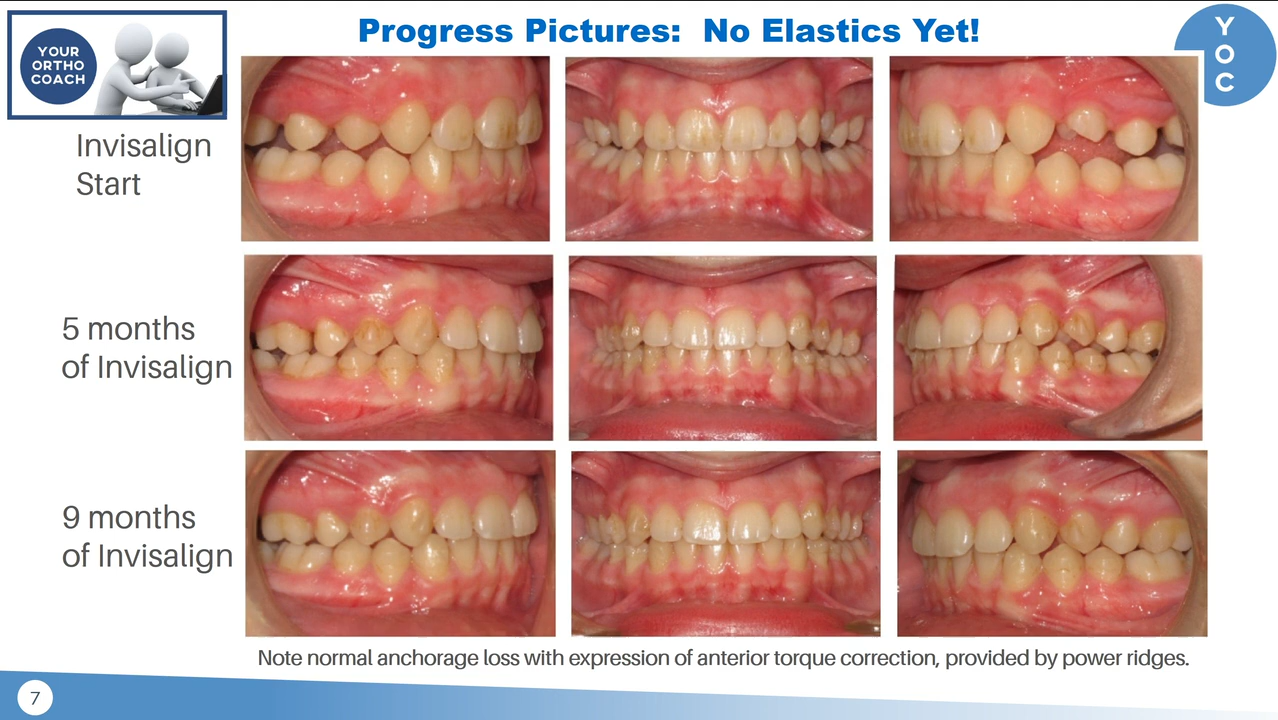 Progress Pictures:  No Elastics Yet!
YOUR
ORTHO
COACH
Y
O
C
Invisalign
Start
5 months
of Invisalign
9 months
of Invisalign
Note normal anchorage loss with expression of anterior torque correction, provided by power ridges.
7